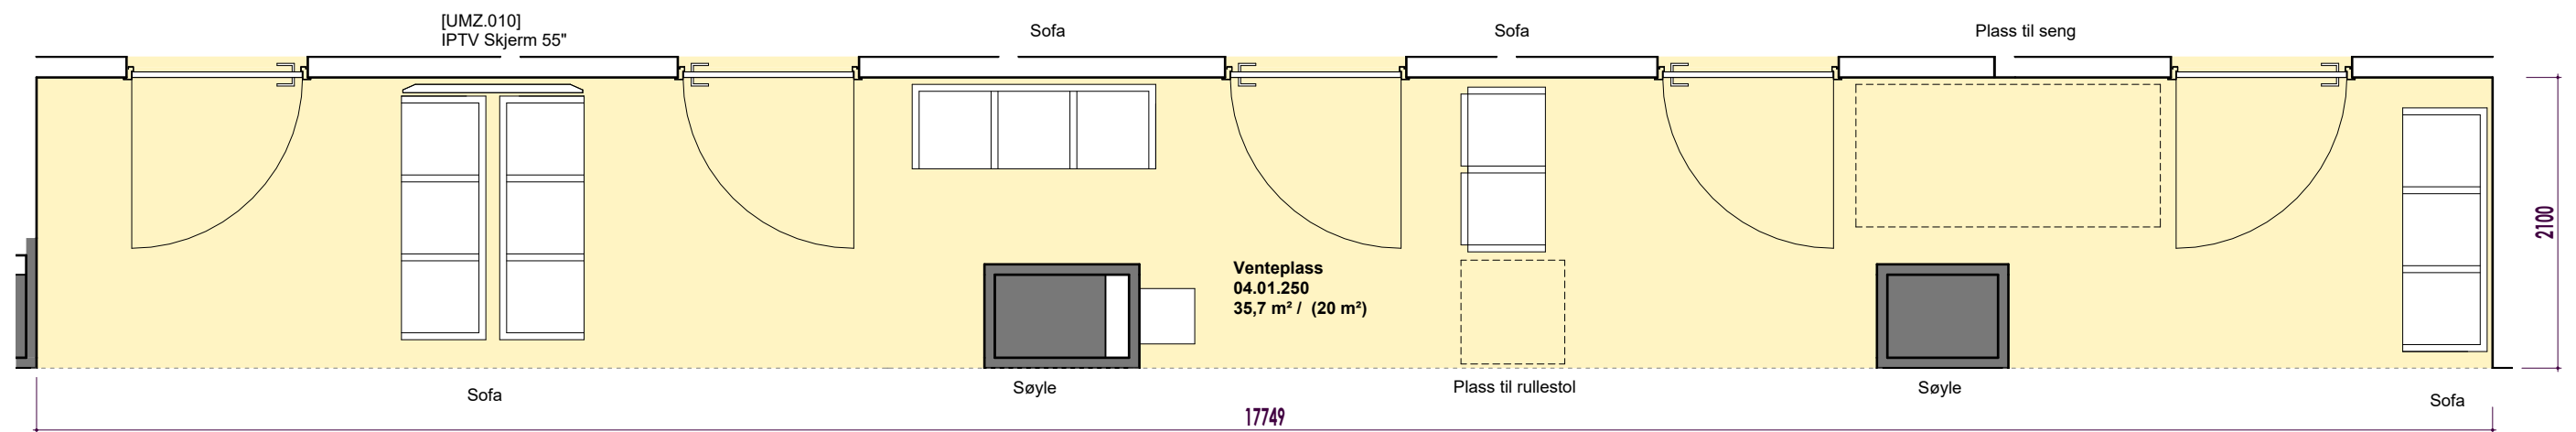 [UMZ.010]
IPTV Skjerm 55"
Sofa
Sofa
Plass til seng
Venteplass
04.01.250
35,7 m² / (20 m²)
2100
Sofa
Søyle
Plass til rullestol
Søyle
Sofa
17749